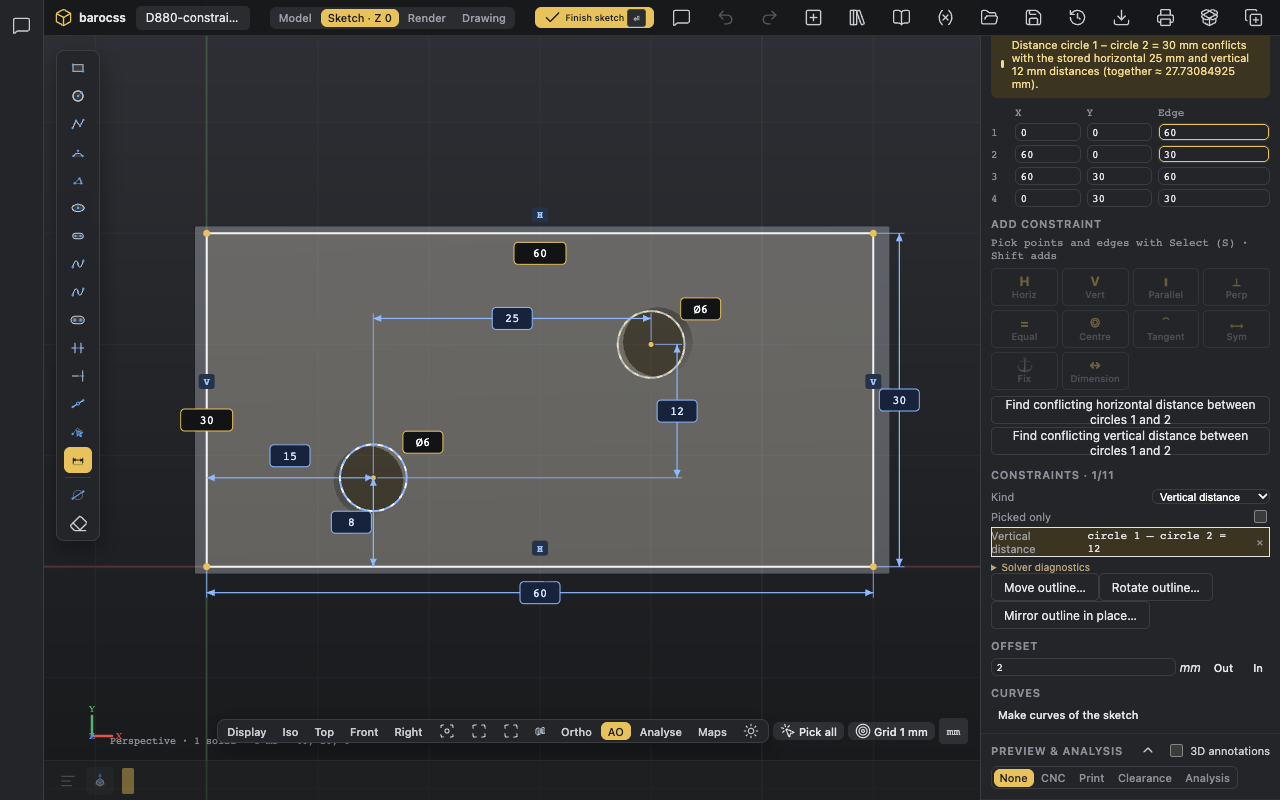 barocss
D880-constrai...
Model
Sketch · Z 0
Render
Drawing
Finish sketch
Distance circle 1 – circle 2 = 30 mm conflicts
with the stored horizontal 25 mm and vertical
12 mm distances (together ≈ 27.73084925
mm).
X Y Edge
1 0 0 60
2 60 0 30
3 60 30 60
4 0 30 30
ADD CONSTRAINT
Pick points and edges with Select (S) ·
Shift adds
H V
Horiz Vert Parallel Perp
Equal Centre Tangent Sym
Fix Dimension
Find conflicting horizontal distance between
circles 1 and 2
Find conflicting vertical distance between
circles 1 and 2
CONSTRAINTS · 1/11
Kind Vertical distance
Picked only
Vertical
distance
circle 1 – circle 2 =
12
×
Solver diagnostics
Move outline...
Rotate outline...
Mirror outline in place...
OFFSET
2 mm Out In
CURVES
Make curves of the sketch
PREVIEW & ANALYSIS
3D annotations
None CNC Print Clearance Analysis
H
60
25
Ø6
V
V
30
12
30
Ø6
15
8
H
60
Y
X
Display Iso Top Front Right
Ortho AO Analyse Maps
Pick all
Grid 1 mm
mm